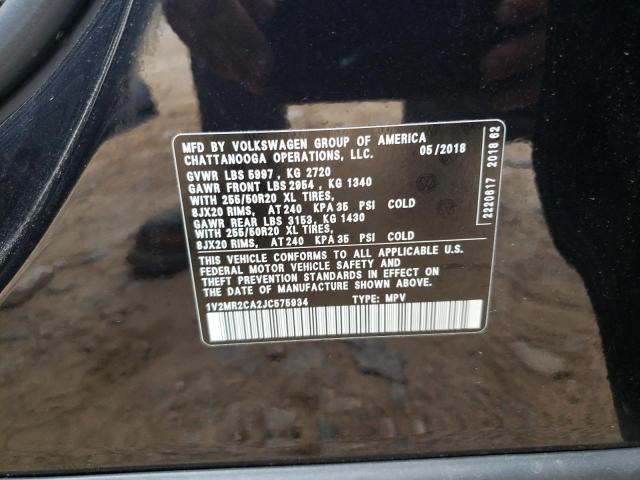 MFD BY VOLKSWAGEN GROUP OF AMERICA
CHATTANOOGA OPERATIONS, LLC. 05/2018
GVWR LBS 5997 , KG 2720
GAWR FRONT LBS 2954 , KG 1340
WITH 255/50R20 XL TIRES,
8JX20 RIMS, AT 240 KPA 35 PSI COLD
GAWR REAR LBS 3153, KG 1430
WITH 255/50R20 XL TIRES,
8JX20 RIMS, AT 240 KPA 35 PSI COLD
THIS VEHICLE CONFORMS TO ALL APPLICABLE U.S.
FEDERAL MOTOR VEHICLE SAFETY AND
THEFT PREVENTION STANDARDS IN EFFECT ON
THE DATE OF MANUFACTURE SHOWN ABOVE.
1V2MR2CA2JC575934 TYPE: MPV
2320617 2018 62